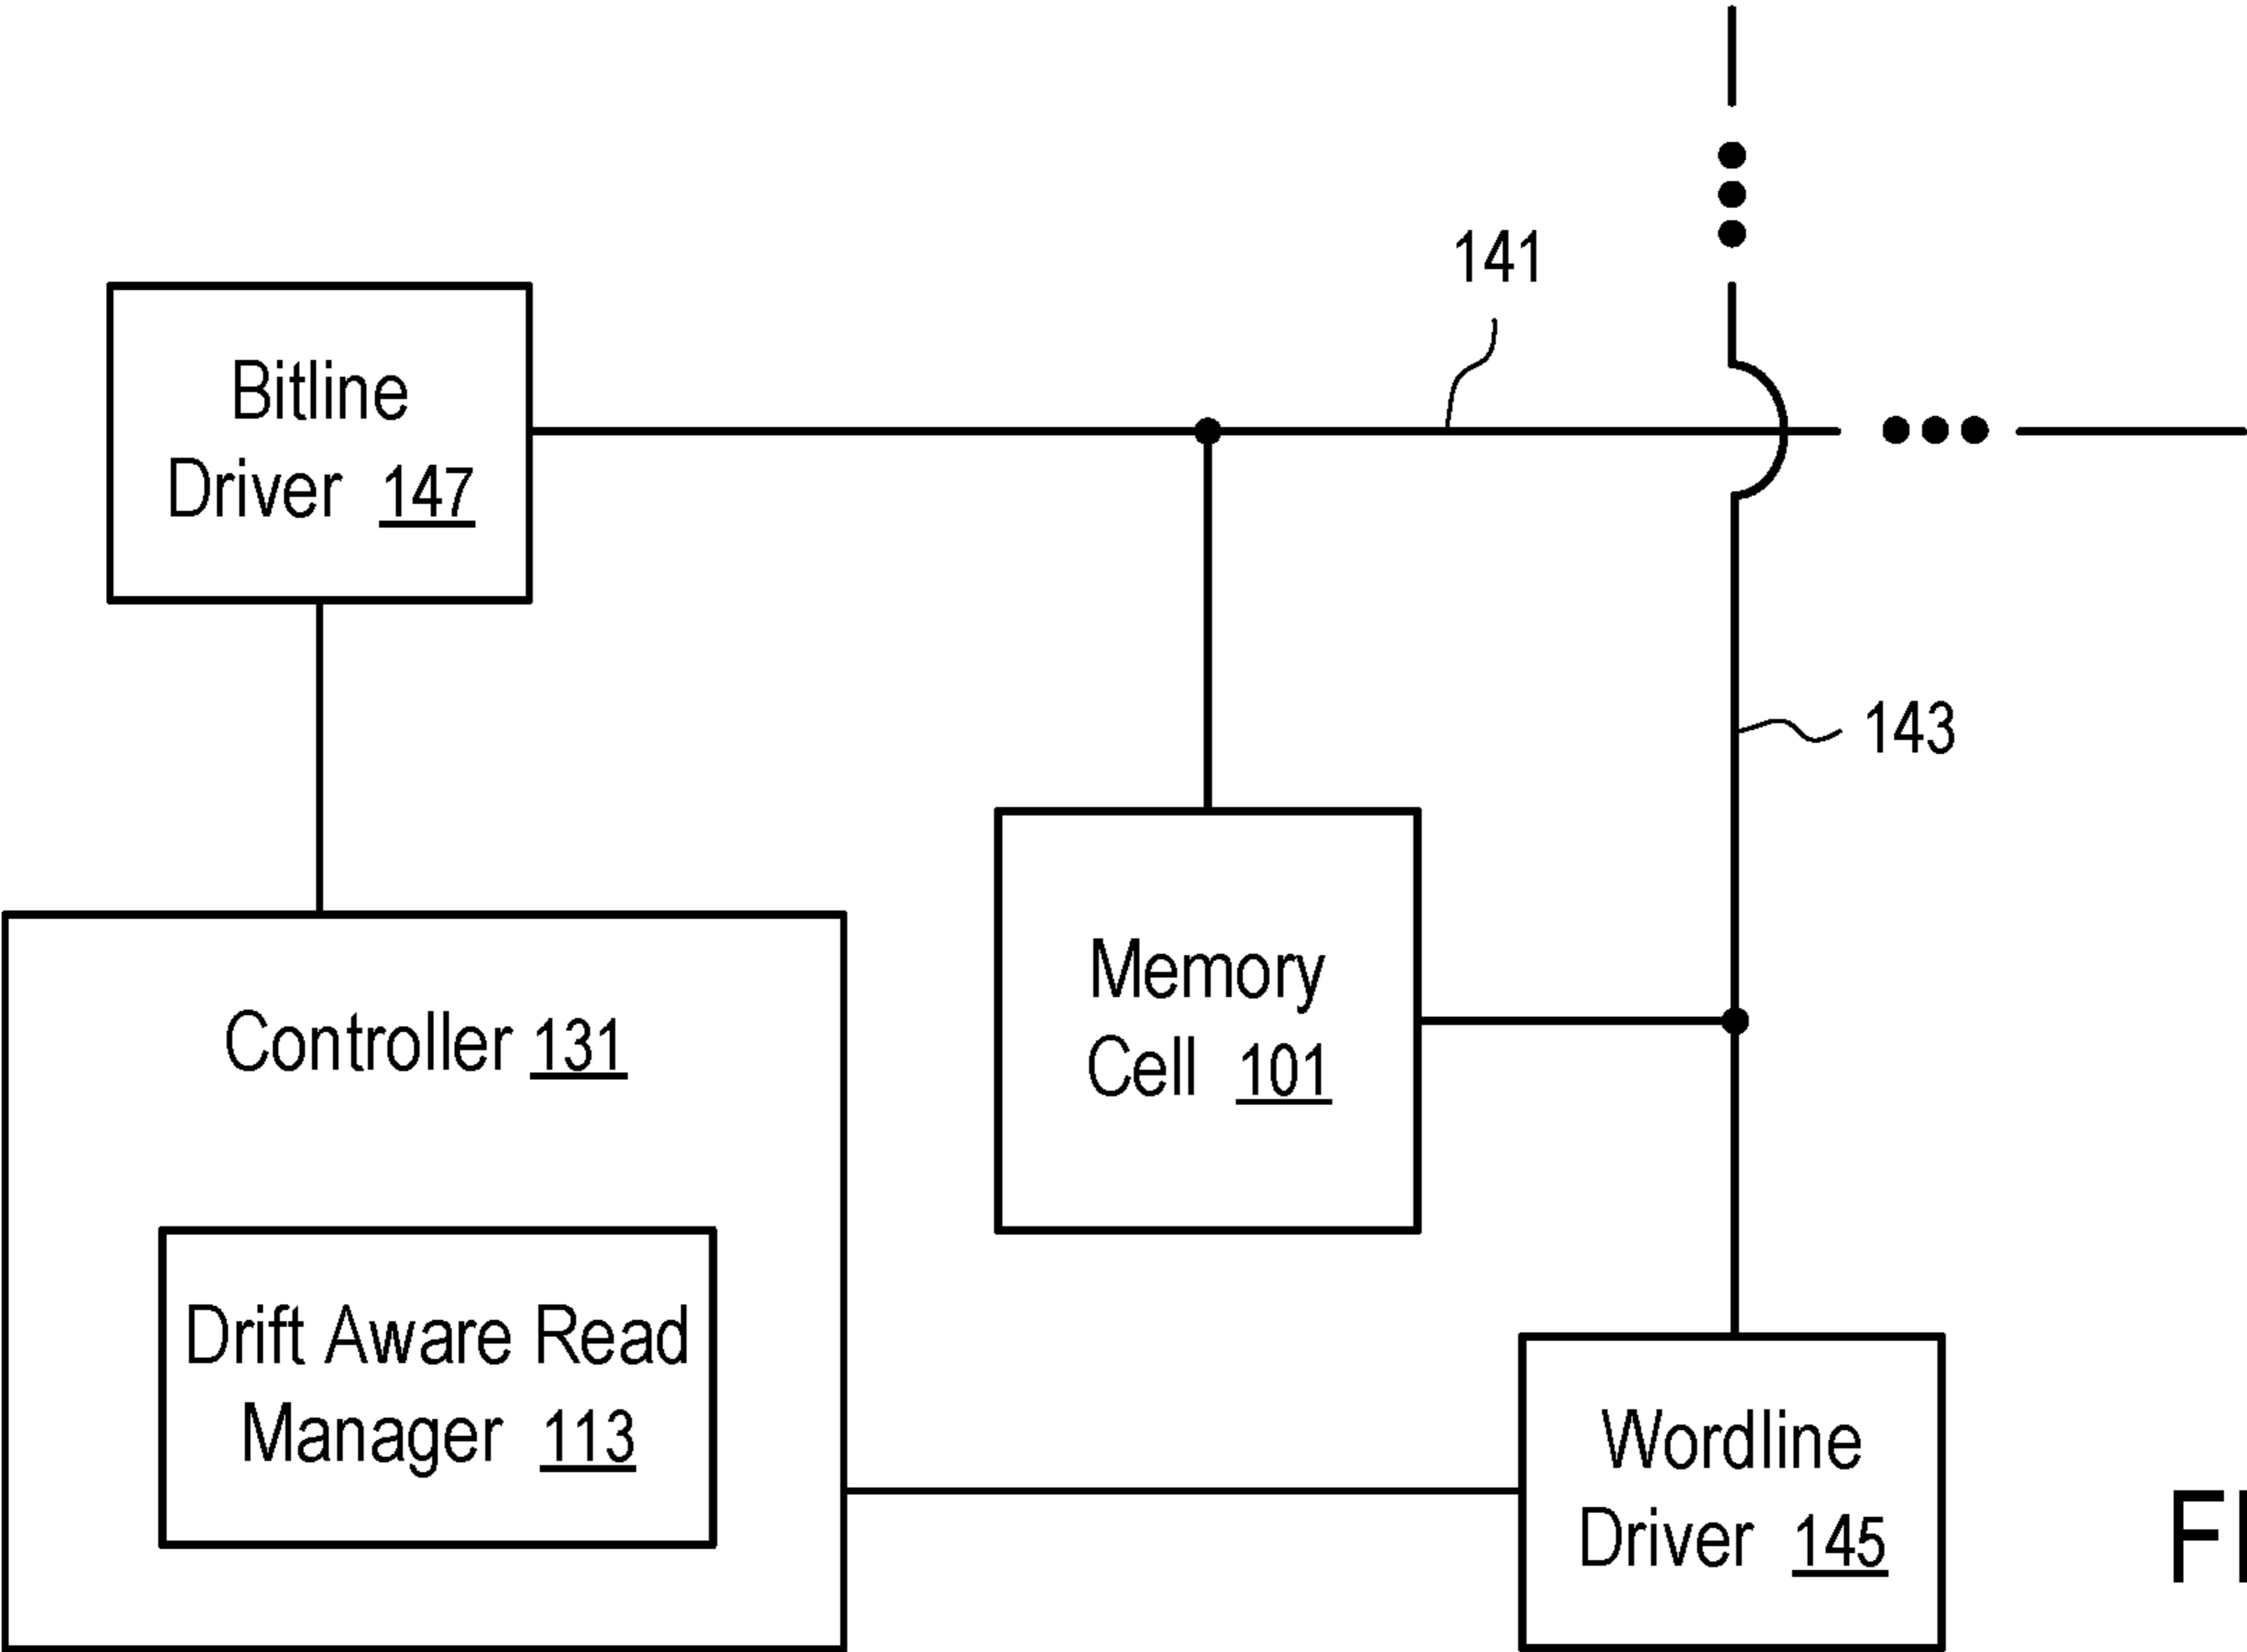 141
Bitline
Driver 147
143
Memory
Cell 101
Controller 131
Drift Aware Read
Manager 113
Wordline
Driver 145